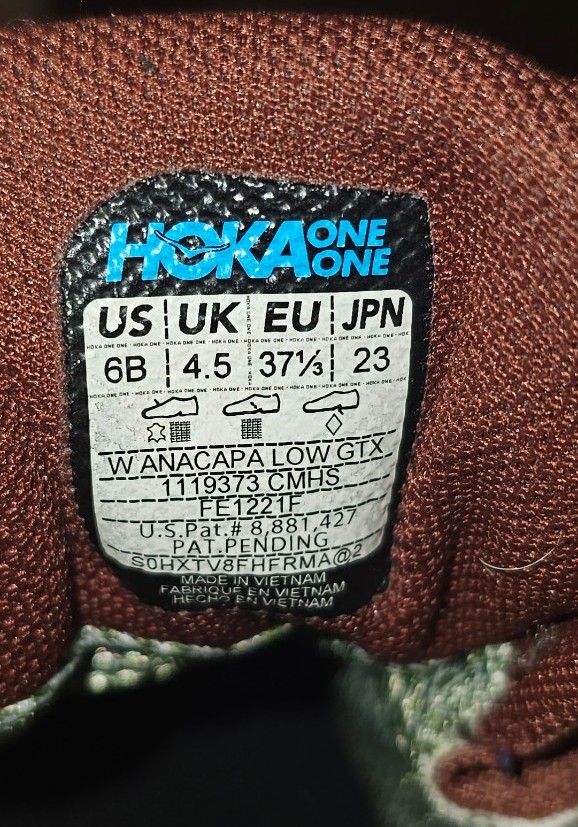 HOKA ONE ONE
US UK EU JPN
6B 4.5 37⅓ 23
W ANACAPA LOW GTX
1119373 CMHS
FE1221F
U.S.Pat.# 8,881,427
PAT.PENDING
S0HXTV8FHFRMA@2
MADE IN VIETNAM
FABRIQUE EN VIETNAM
HECHO EN VIETNAM